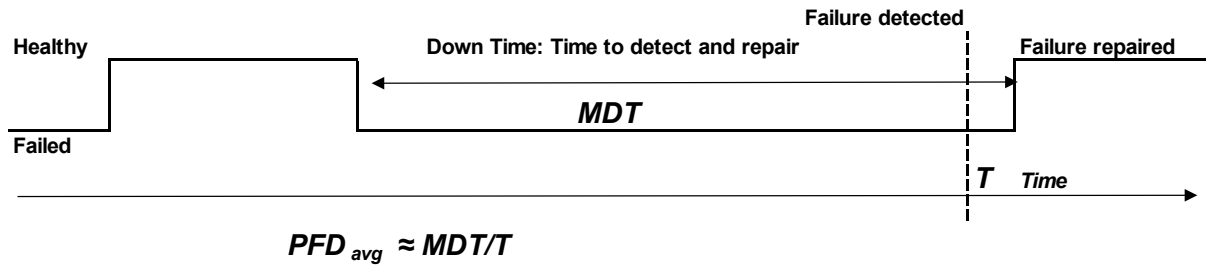 Failure detected
Healthy Down Time: Time to detect and repair Failure repaired
MDT
Failed
T Time
PFD avg ≈ MDT/T